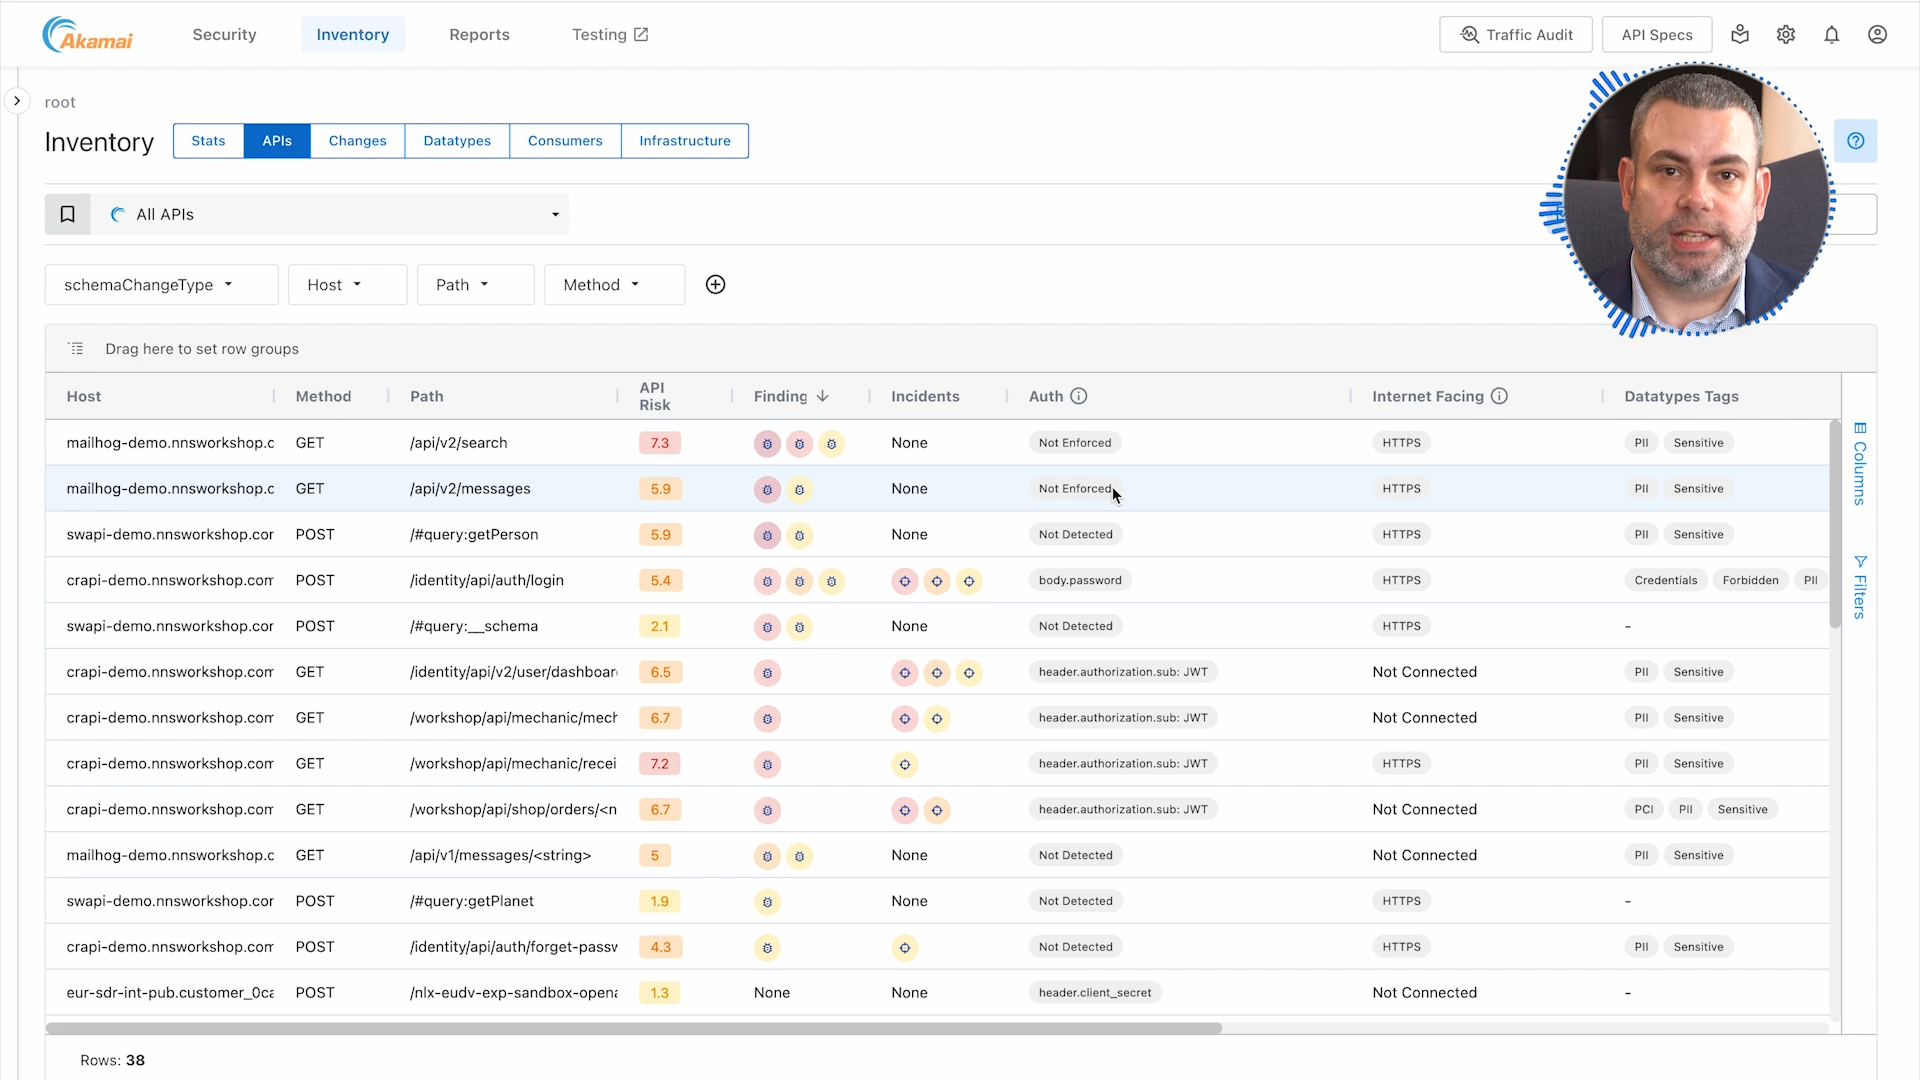 Akamai Security Inventory Reports Testing Traffic Audit API Specs
root
Inventory Stats APIs Changes Datatypes Consumers Infrastructure
All APIs
schemaChangeType Host Path Method
Drag here to set row groups
Host Method Path API Risk Finding Incidents Auth Internet Facing Datatypes Tags
mailhog-demo.nnsworkshop.c GET /api/v2/search 7.3 None Not Enforced HTTPS PII Sensitive
mailhog-demo.nnsworkshop.c GET /api/v2/messages 5.9 None Not Enforced HTTPS PII Sensitive
swapi-demo.nnsworkshop.cor POST /#query:getPerson 5.9 None Not Detected HTTPS PII Sensitive
crapi-demo.nnsworkshop.com POST /identity/api/auth/login 5.4 body.password HTTPS Credentials Forbidden PII
swapi-demo.nnsworkshop.cor POST /#query:__schema 2.1 None Not Detected HTTPS -
crapi-demo.nnsworkshop.com GET /identity/api/v2/user/dashboar 6.5 header.authorization.sub: JWT Not Connected PII Sensitive
crapi-demo.nnsworkshop.com GET /workshop/api/mechanic/mech 6.7 header.authorization.sub: JWT Not Connected PII Sensitive
crapi-demo.nnsworkshop.com GET /workshop/api/mechanic/recei 7.2 header.authorization.sub: JWT HTTPS PII Sensitive
crapi-demo.nnsworkshop.com GET /workshop/api/shop/orders/<n 6.7 header.authorization.sub: JWT Not Connected PCI PII Sensitive
mailhog-demo.nnsworkshop.c GET /api/v1/messages/<string> 5 None Not Detected Not Connected PII Sensitive
swapi-demo.nnsworkshop.cor POST /#query:getPlanet 1.9 None Not Detected HTTPS -
crapi-demo.nnsworkshop.com POST /identity/api/auth/forget-passw 4.3 Not Detected HTTPS PII Sensitive
eur-sdr-int-pub.customer_0ca POST /nlx-eudv-exp-sandbox-opena 1.3 None None header.client_secret Not Connected -
Columns
Filters
Rows: 38